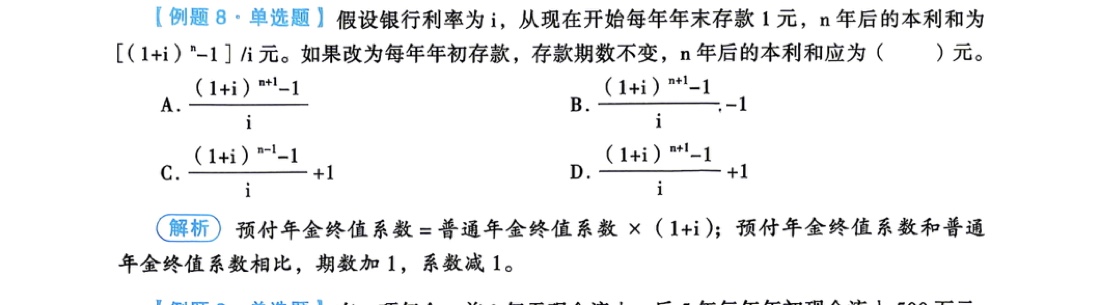 【例题8·单选题】假设银行利率为i，从现在开始每年年末存款1元，n年后的本利和为
[(1+i)ⁿ-1]/i元。如果改为每年年初存款，存款期数不变，n年后的本利和应为（  ）元。
A. (1+i)ⁿ⁺¹-1 / i B. (1+i)ⁿ⁺¹-1 / i -1
C. (1+i)ⁿ⁻¹-1 / i +1 D. (1+i)ⁿ⁺¹-1 / i +1
解析 预付年金终值系数=普通年金终值系数×(1+i)；预付年金终值系数和普通
年金终值系数相比，期数加1，系数减1。